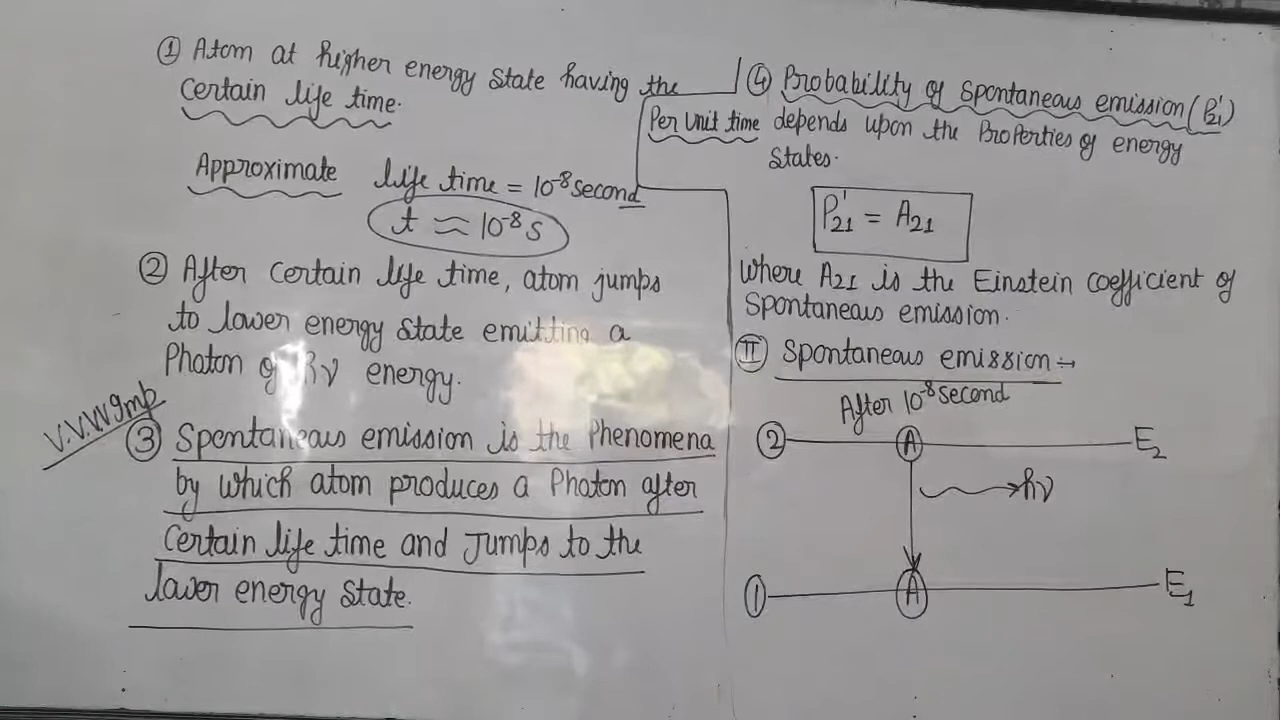 ① Atom at higher energy state having the
certain life time.
Approximate life time = 10⁻⁸ second
t ≈ 10⁻⁸ s
② After certain life time, atom jumps
to lower energy state emitting a
Photon of hν energy.
V.V.V Imp
③ Spontaneous emission is the Phenomena
by which atom produces a Photon after
certain life time and Jumps to the
lower energy state.
④ Probability of spontaneous emission (P'₂₁)
Per unit time depends upon the Properties of energy
states.
P'₂₁ = A₂₁
where A₂₁ is the Einstein coefficient of
Spontaneous emission.
Ⅱ Spontaneous emission →
After 10⁻⁸ second
② A E₂
hν
① A E₁